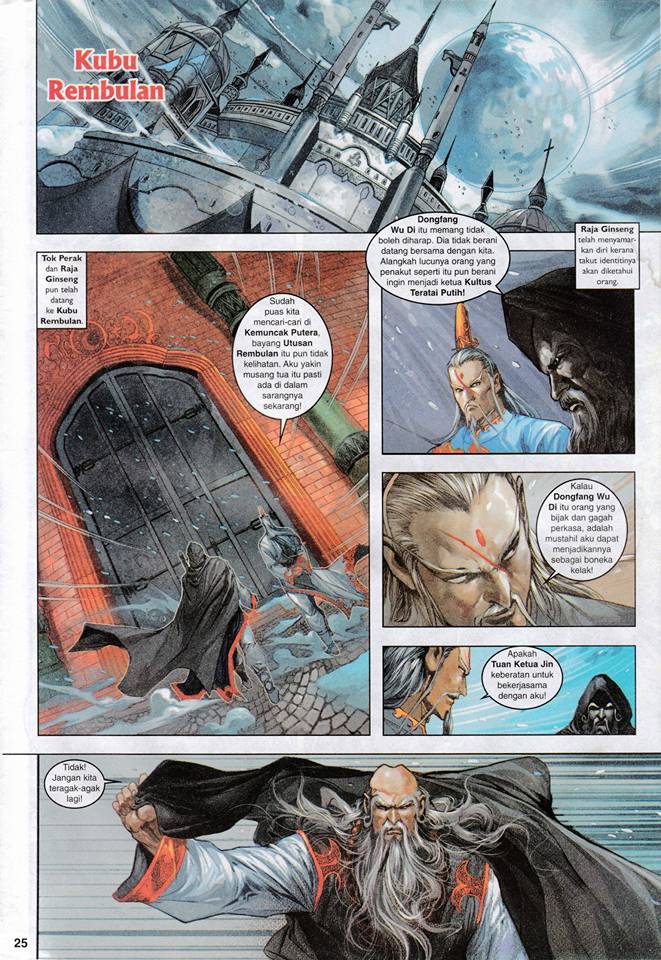 Kubu
Rembulan
Tok Perak
dan Raja
Ginseng
pun telah
datang
ke Kubu
Rembulan.
Sudah
puas kita
mencari-cari di
Kemuncak Putera,
bayang Utusan
Rembulan itu pun tidak
kelihatan. Aku yakin
musang tua itu pasti
ada di dalam
sarangnya
sekarang!
Dongfang
Wu Di itu memang tidak
boleh diharap. Dia tidak berani
datang bersama dengan kita.
Alangkah lucunya orang yang
penakut seperti itu pun berani
ingin menjadi ketua Kultus
Teratai Putih!
Raja Ginseng
telah menyamar-
kan diri kerana
takut identitinya
akan diketahui
orang.
Kalau
Dongfang Wu
Di itu orang yang
bijak dan gagah
perkasa, adalah
mustahil aku dapat
menjadikannya
sebagai boneka
kelak!
Apakah
Tuan Ketua Jin
keberatan untuk
bekerjasama
dengan aku!
Tidak!
Jangan kita
teragak-agak
lagi!
25